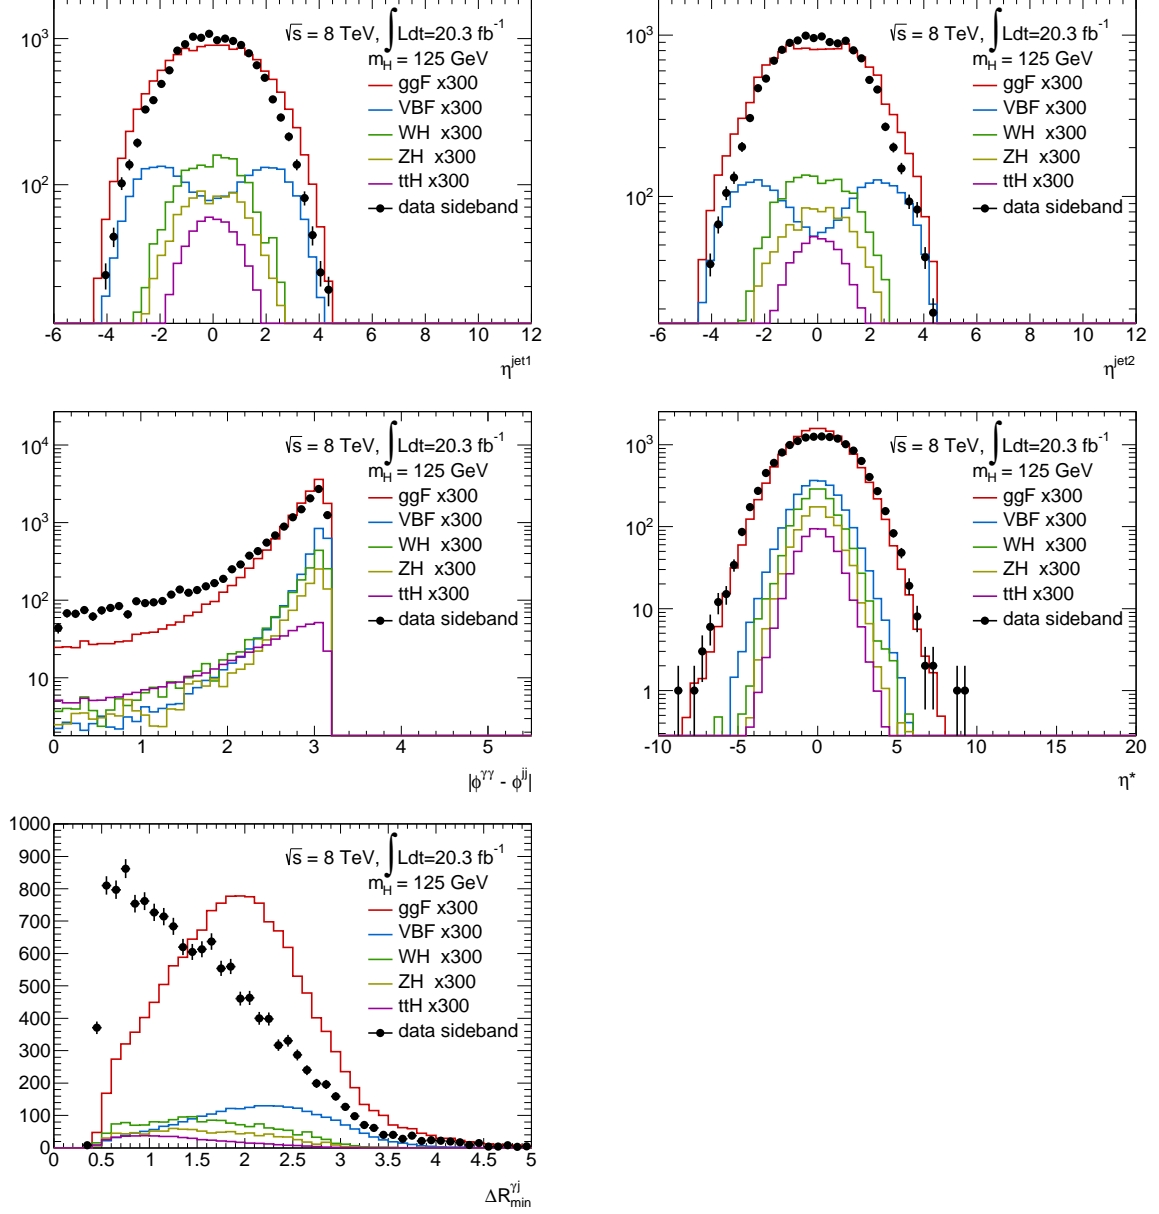 √s = 8 TeV, ∫Ldt=20.3 fb⁻¹
m_H = 125 GeV
ggF x300
VBF x300
WH x300
ZH x300
ttH x300
data sideband
10³
10²
-6 -4 -2 0 2 4 6 8 10 12
η^jet1
√s = 8 TeV, ∫Ldt=20.3 fb⁻¹
m_H = 125 GeV
ggF x300
VBF x300
WH x300
ZH x300
ttH x300
data sideband
10³
10²
-6 -4 -2 0 2 4 6 8 10 12
η^jet2
√s = 8 TeV, ∫Ldt=20.3 fb⁻¹
m_H = 125 GeV
ggF x300
VBF x300
WH x300
ZH x300
ttH x300
data sideband
10⁴
10³
10²
10
0 1 2 3 4 5
|φ^γγ - φ^jj|
√s = 8 TeV, ∫Ldt=20.3 fb⁻¹
m_H = 125 GeV
ggF x300
VBF x300
WH x300
ZH x300
ttH x300
data sideband
10³
10²
10
1
-10 -5 0 5 10 15 20
η*
√s = 8 TeV, ∫Ldt=20.3 fb⁻¹
m_H = 125 GeV
ggF x300
VBF x300
WH x300
ZH x300
ttH x300
data sideband
1000
900
800
700
600
500
400
300
200
100
0
0 0.5 1 1.5 2 2.5 3 3.5 4 4.5 5
ΔR^γj_min